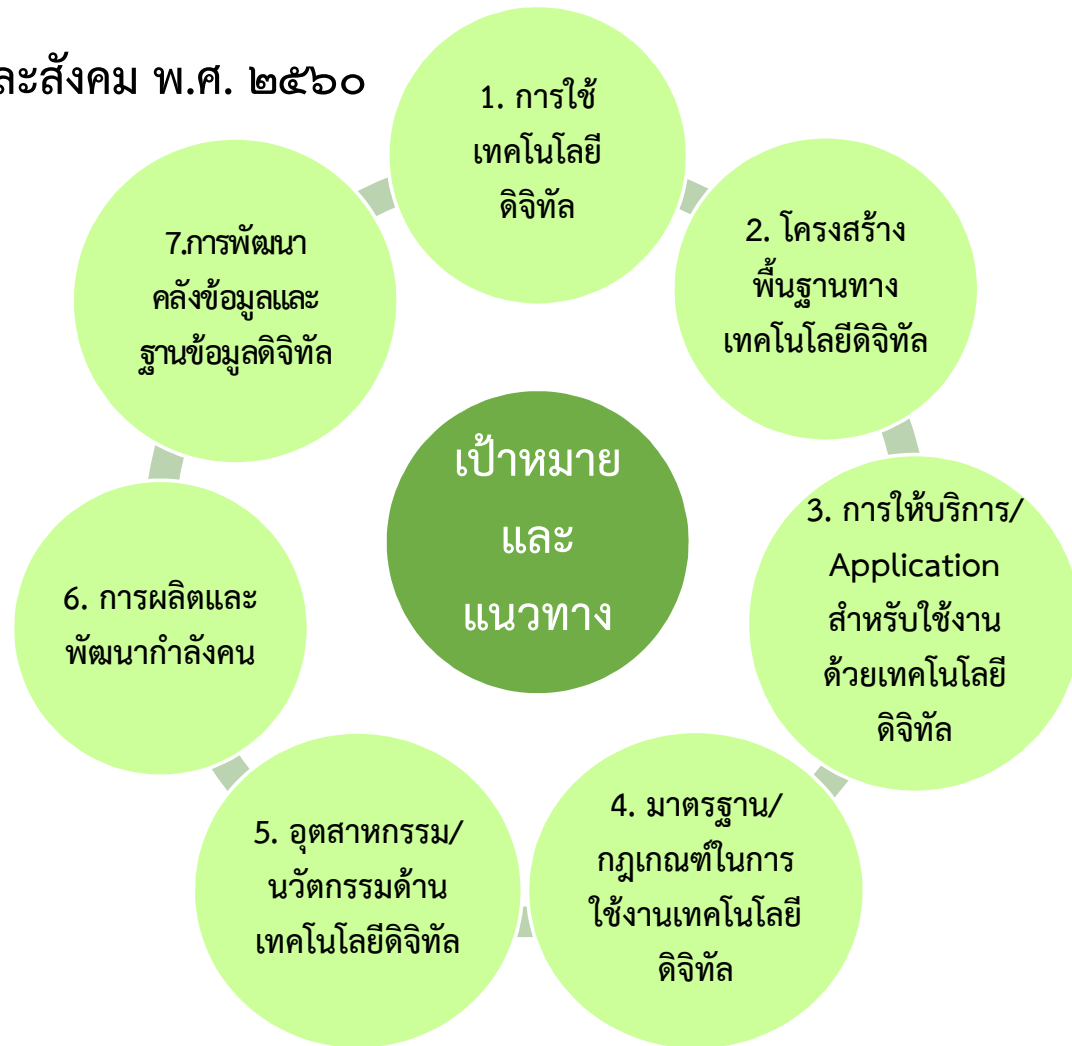 ละสังคม พ.ศ. ๒๕๖๐
1. การใช้
เทคโนโลยี
ดิจิทัล
2. โครงสร้าง
พื้นฐานทาง
เทคโนโลยีดิจิทัล
3. การให้บริการ/
Application
สำหรับใช้งาน
ด้วยเทคโนโลยี
ดิจิทัล
4. มาตรฐาน/
กฎเกณฑ์ในการ
ใช้งานเทคโนโลยี
ดิจิทัล
5. อุตสาหกรรม/
นวัตกรรมด้าน
เทคโนโลยีดิจิทัล
6. การผลิตและ
พัฒนากำลังคน
7.การพัฒนา
คลังข้อมูลและ
ฐานข้อมูลดิจิทัล
เป้าหมาย
และ
แนวทาง